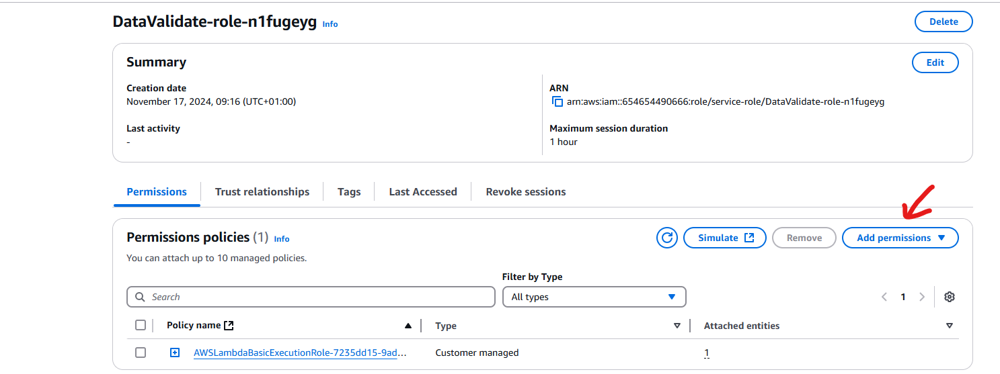 DataValidate-role-n1fugeyg Info
Delete
Summary
Edit
Creation date
November 17, 2024, 09:16 (UTC+01:00)
ARN
arn:aws:iam::654654490666:role/service-role/DataValidate-role-n1fugeyg
Last activity
-
Maximum session duration
1 hour
Permissions Trust relationships Tags Last Accessed Revoke sessions
Permissions policies (1) Info
Simulate Remove Add permissions
You can attach up to 10 managed policies.
Filter by Type
Search All types 1
Policy name Type Attached entities
AWSLambdaBasicExecutionRole-7235dd15-9ad... Customer managed 1